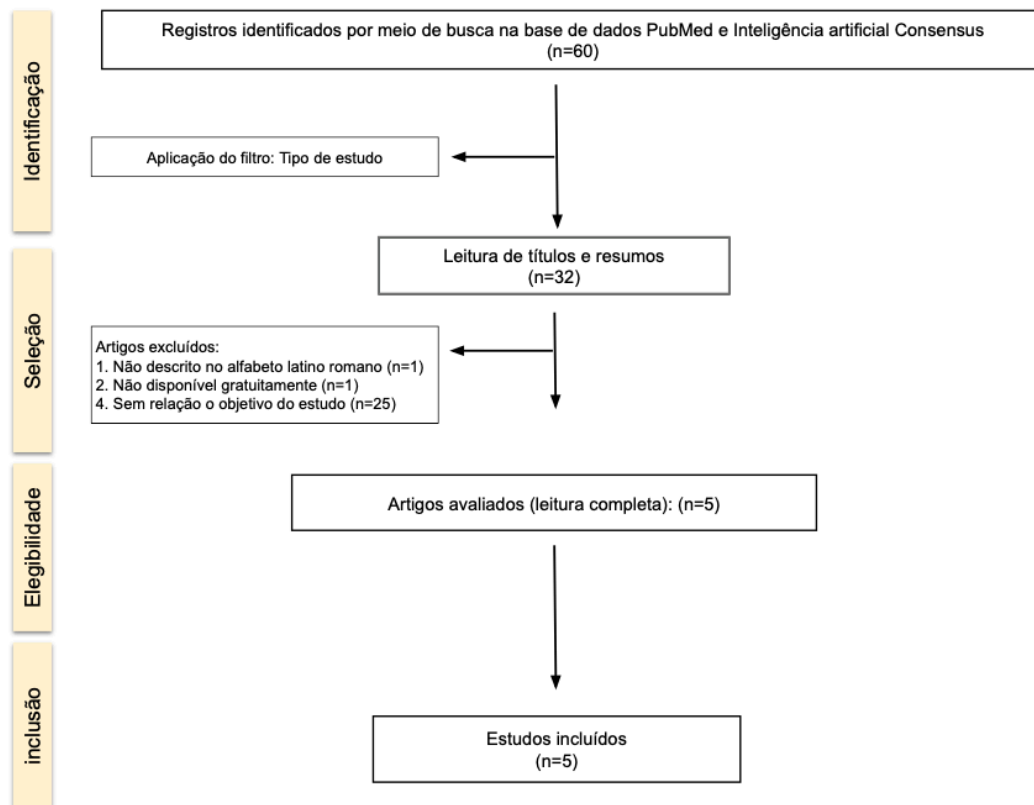 Identificação
Registros identificados por meio de busca na base de dados PubMed e Inteligência artificial Consensus
(n=60)
Aplicação do filtro: Tipo de estudo
Seleção
Leitura de títulos e resumos
(n=32)
Artigos excluídos:
1. Não descrito no alfabeto latino romano (n=1)
2. Não disponível gratuitamente (n=1)
4. Sem relação o objetivo do estudo (n=25)
Elegibilidade
Artigos avaliados (leitura completa): (n=5)
inclusão
Estudos incluídos
(n=5)